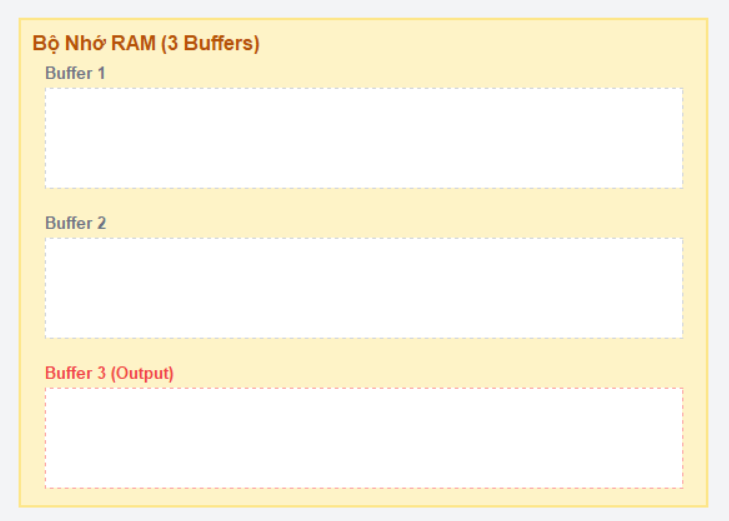 Bộ Nhớ RAM (3 Buffers)
Buffer 1
Buffer 2
Buffer 3 (Output)